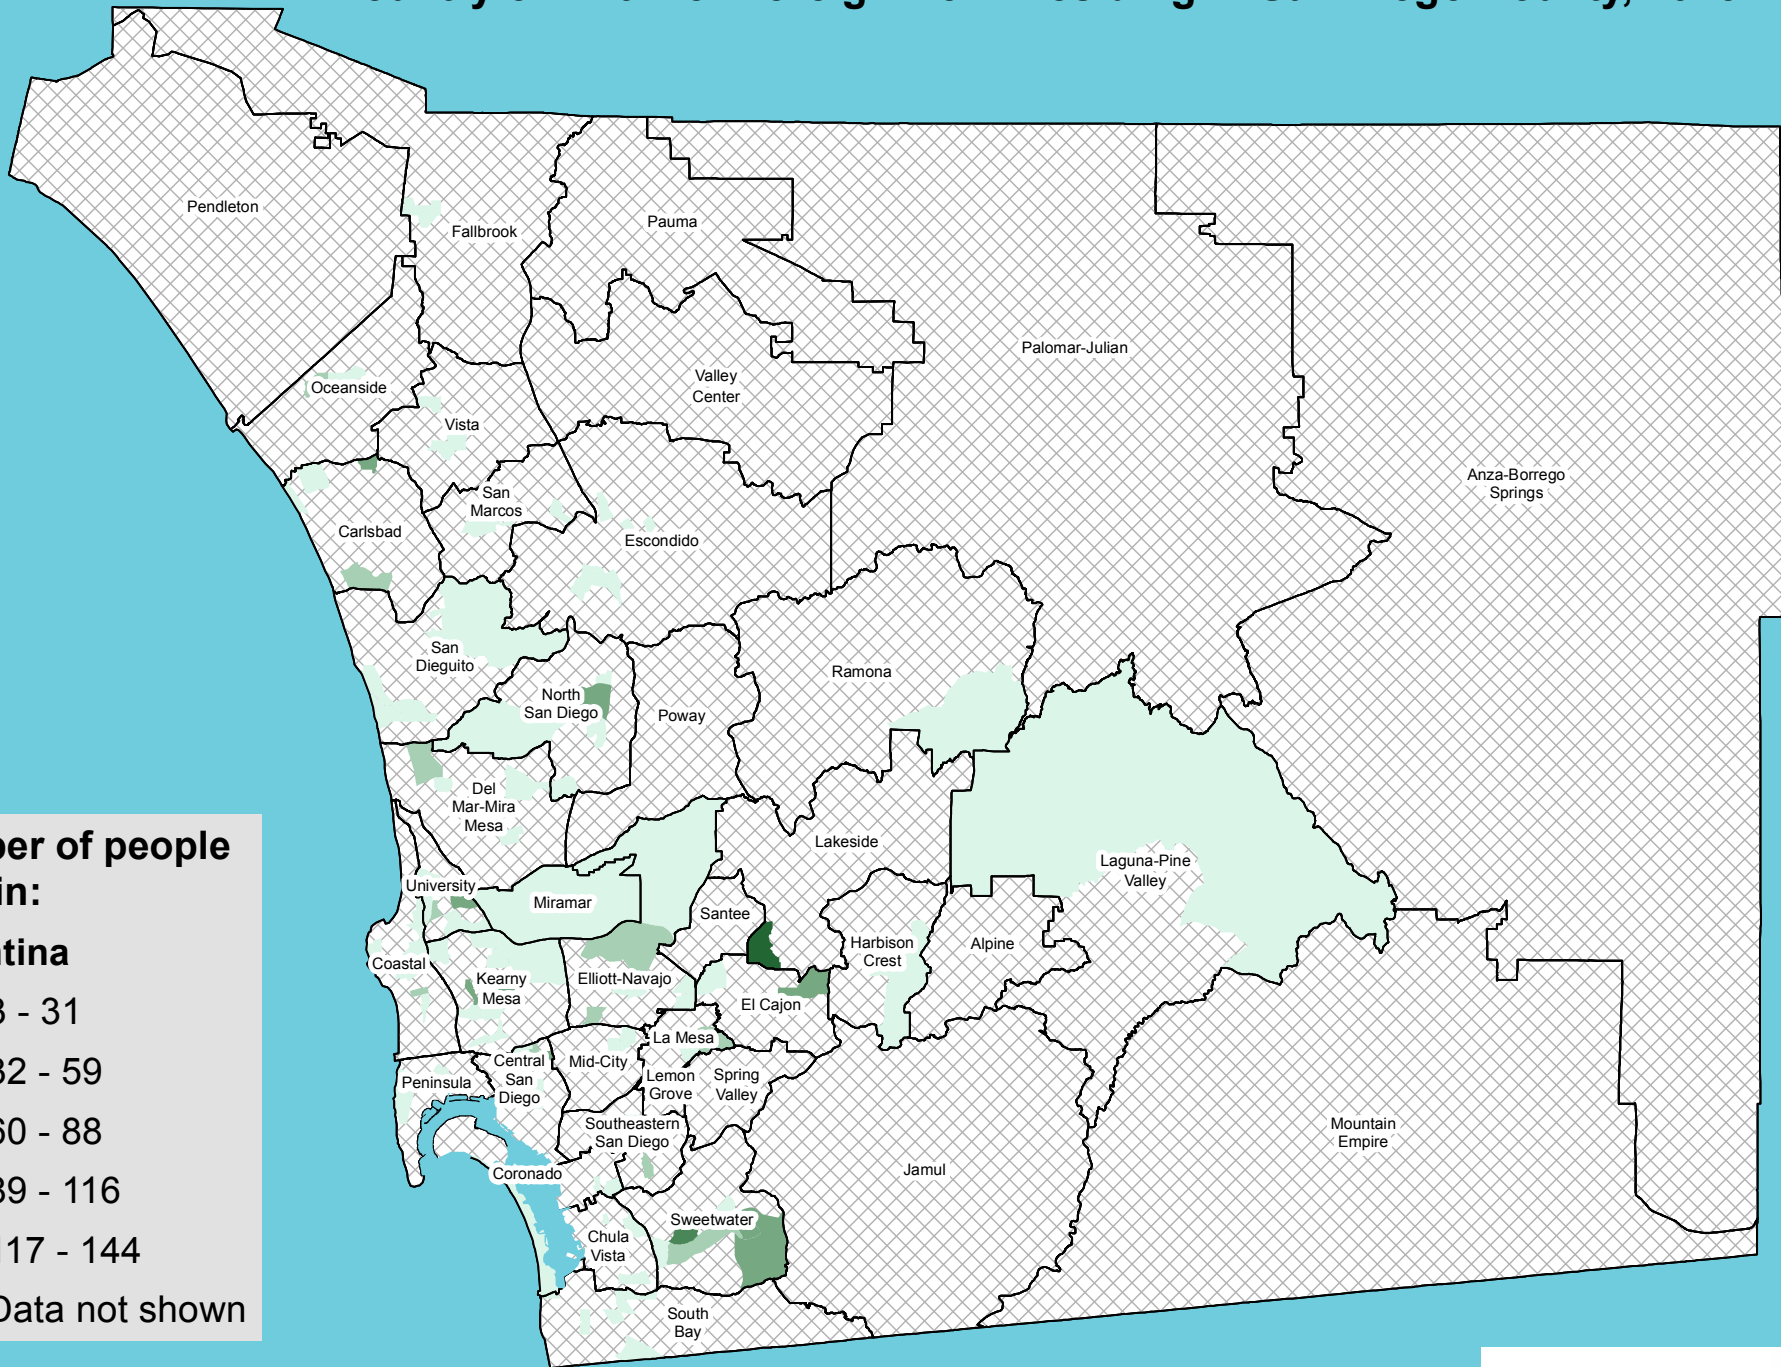 San Diego County,
Pendleton
Fallbrook
Pauma
Palomar-Julian
Oceanside
Valley
Center
Vista
Anza-Borrego
Springs
San
Marcos
Carlsbad
Escondido
San
Dieguito
Ramona
North
San Diego
Poway
Del
Mar-Mira
Mesa
Lakeside
Laguna-Pine
Valley
University
Miramar
Santee
Harbison
Crest
Alpine
Coastal
Kearny
Mesa
Elliott-Navajo
El Cajon
La Mesa
Central
San
Diego
Mid-City
Peninsula
Lemon
Grove
Spring
Valley
Southeastern
San Diego
Mountain
Empire
Coronado
Jamul
Sweetwater
Chula
Vista
South
Bay
of people
in:
ntina
3 - 31
32 - 59
60 - 88
89 - 116
117 - 144
Data not shown